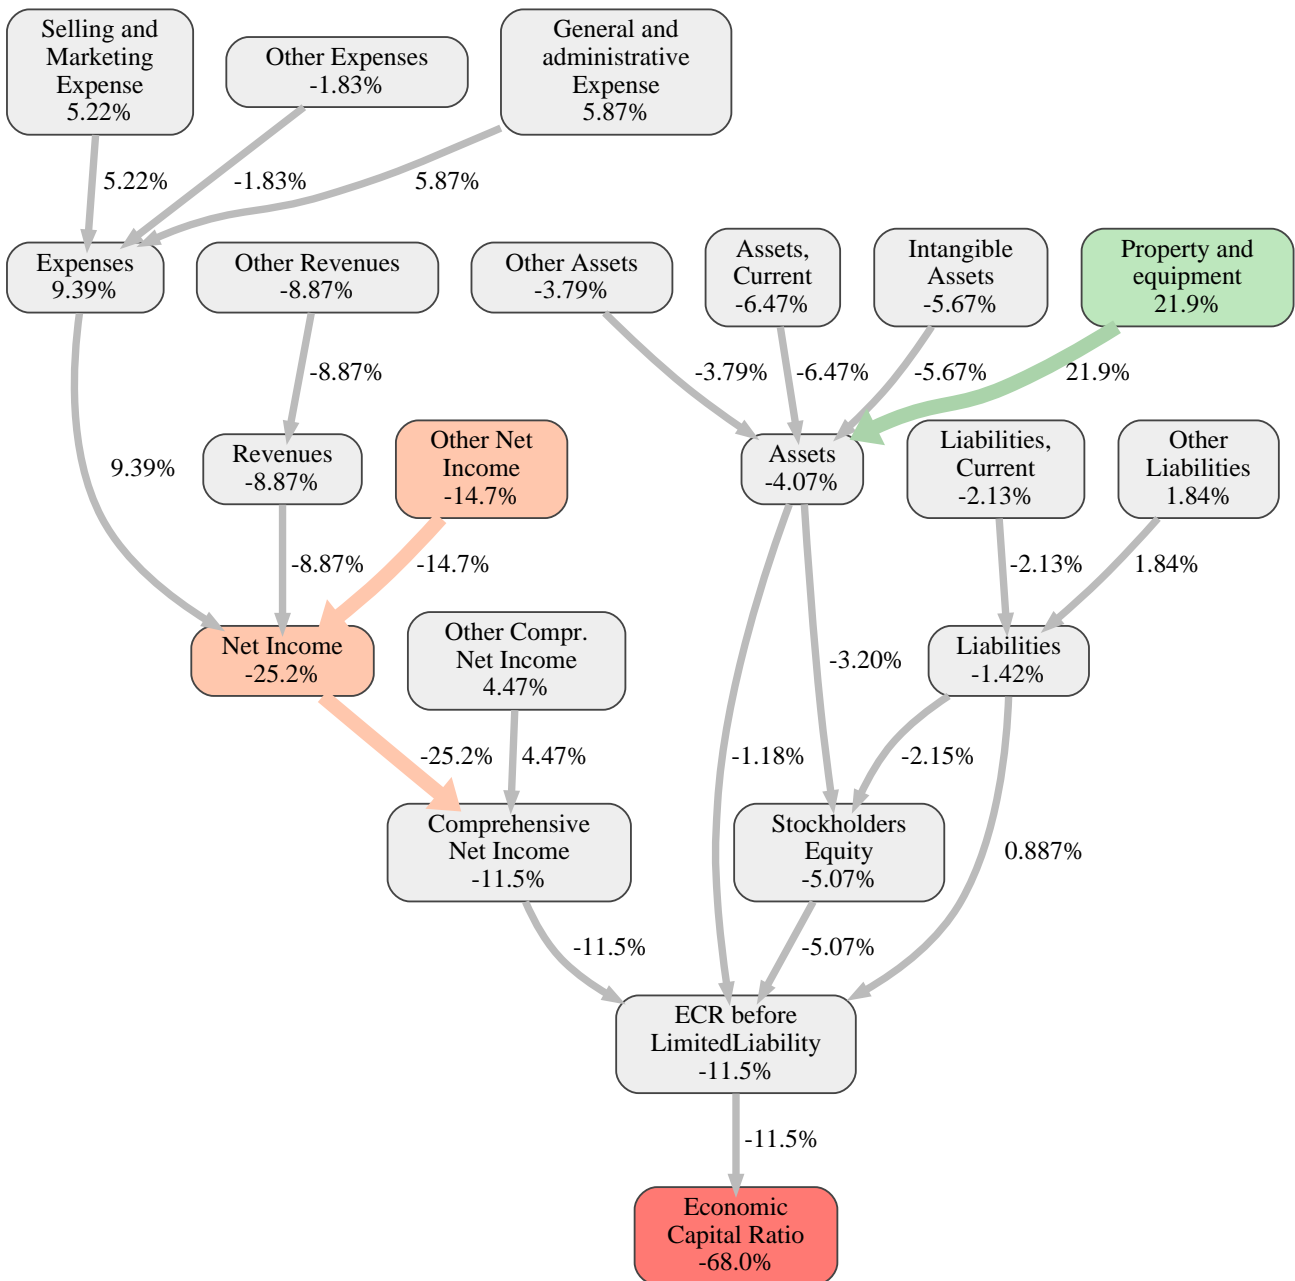 Selling and
Marketing
Expense
5.22%
Other Expenses
-1.83%
General and
administrative
Expense
5.87%
5.22%
-1.83%
5.87%
Expenses
9.39%
Other Revenues
-8.87%
Other Assets
-3.79%
Assets,
Current
-6.47%
Intangible
Assets
-5.67%
Property and
equipment
21.9%
-8.87%
-3.79%
-6.47%
-5.67%
21.9%
9.39%
Revenues
-8.87%
Other Net
Income
-14.7%
Assets
-4.07%
Liabilities,
Current
-2.13%
Other
Liabilities
1.84%
-8.87%
-14.7%
-2.13%
1.84%
Net Income
-25.2%
Other Compr.
Net Income
4.47%
-3.20%
Liabilities
-1.42%
-25.2%
4.47%
-1.18%
-2.15%
Comprehensive
Net Income
-11.5%
Stockholders
Equity
-5.07%
0.887%
-11.5%
-5.07%
ECR before
LimitedLiability
-11.5%
-11.5%
Economic
Capital Ratio
-68.0%